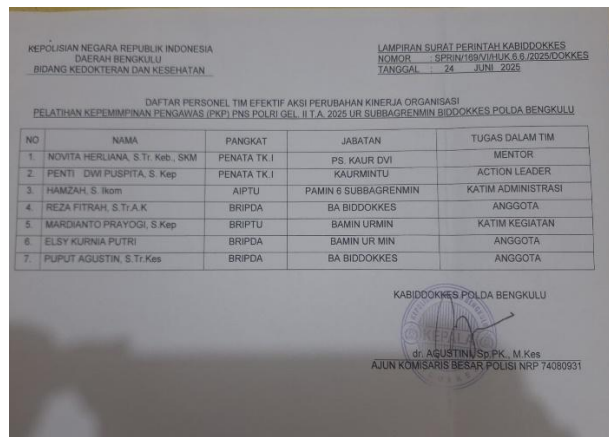 KEPOLISIAN NEGARA REPUBLIK INDONESIA
DAERAH BENGKULU
BIDANG KEDOKTERAN DAN KESEHATAN
LAMPIRAN SURAT PERINTAH KABIDDOKKES
NOMOR : SPRIN/169/VI/HUK.6.6./2025/DOKKES
TANGGAL : 24 JUNI 2025
DAFTAR PERSONEL TIM EFEKTIF AKSI PERUBAHAN KINERJA ORGANISASI
PELATIHAN KEPEMIMPINAN PENGAWAS (PKP) PNS POLRI GEL. II T.A. 2025 UR SUBBAGRENMIN BIDDOKKES POLDA BENGKULU
NO NAMA PANGKAT JABATAN TUGAS DALAM TIM
1. NOVITA HERLIANA, S.Tr. Keb., SKM PENATA TK.I PS. KAUR DVI MENTOR
2. PENTI DWI PUSPITA, S. Kep PENATA TK.I KAURMINTU ACTION LEADER
3. HAMZAH, S. Ikom AIPTU PAMIN 6 SUBBAGRENMIN KATIM ADMINISTRASI
4. REZA FITRAH, S.Tr.A.K BRIPDA BA BIDDOKKES ANGGOTA
5. MARDIANTO PRAYOGI, S.Kep BRIPTU BAMIN URMIN KATIM KEGIATAN
6. ELSY KURNIA PUTRI BRIPDA BAMIN UR MIN ANGGOTA
7. PUPUT AGUSTIN, S.Tr.Kes BRIPDA BA BIDDOKKES ANGGOTA
KABIDDOKKES POLDA BENGKULU
KEPALA
dr. AGUSTINI, Sp.PK., M.Kes
AJUN KOMISARIS BESAR POLISI NRP 74080931